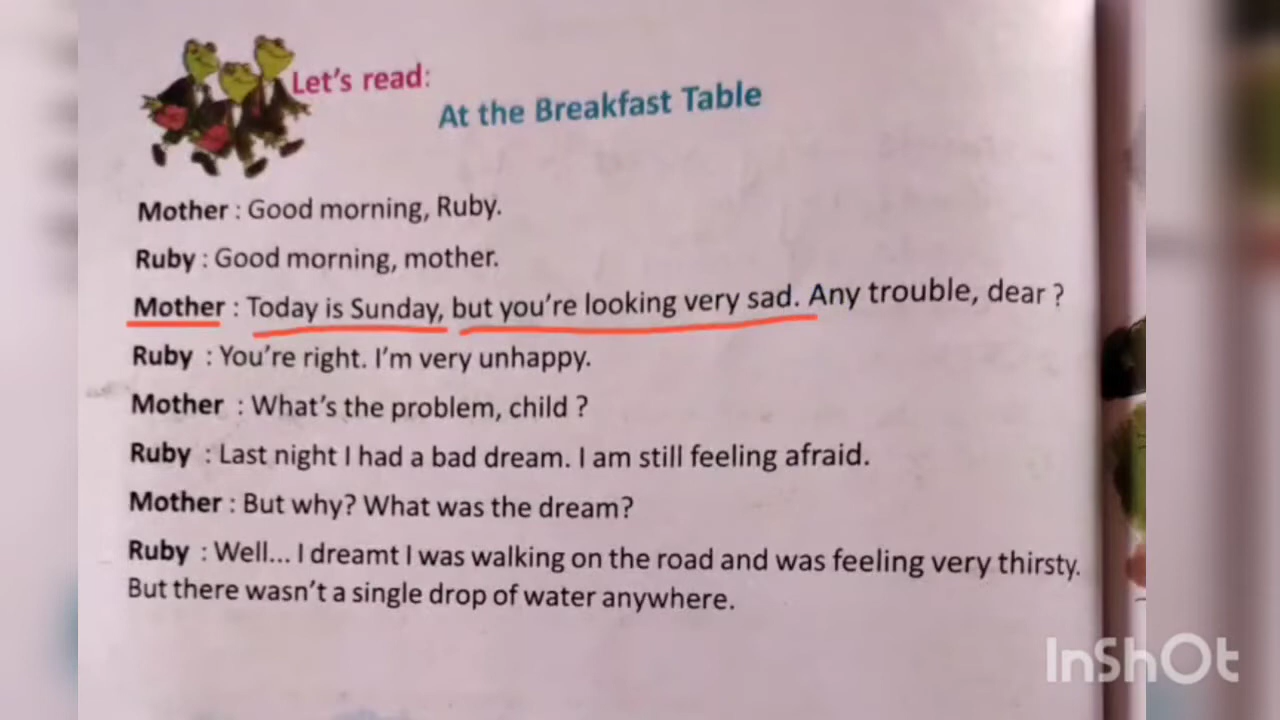 Let's read:
At the Breakfast Table
Mother : Good morning, Ruby.
Ruby : Good morning, mother.
Mother : Today is Sunday, but you're looking very sad. Any trouble, dear ?
Ruby : You're right. I'm very unhappy.
Mother : What's the problem, child ?
Ruby : Last night I had a bad dream. I am still feeling afraid.
Mother : But why? What was the dream?
Ruby : Well... I dreamt I was walking on the road and was feeling very thirsty.
But there wasn't a single drop of water anywhere.
InShOt